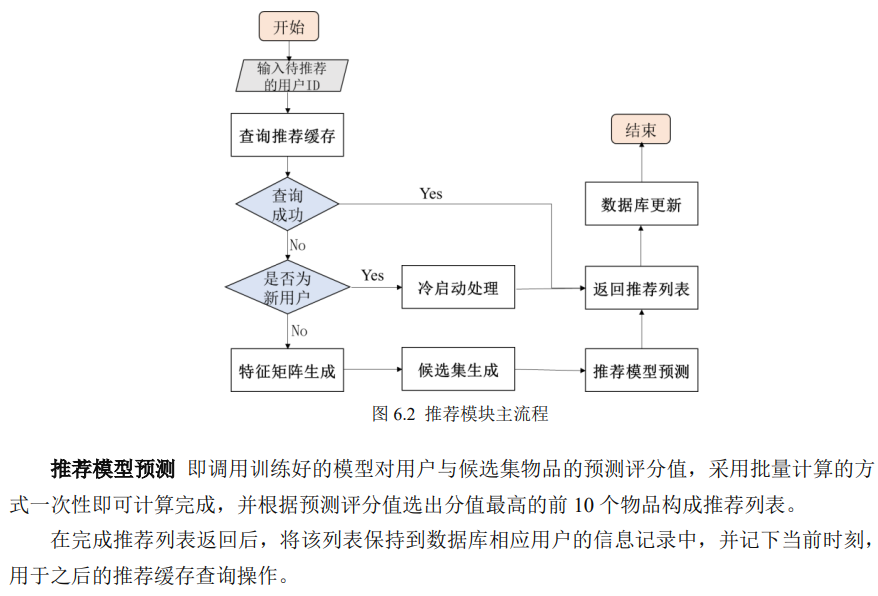 开始
输入待推荐
的用户ID
查询推荐缓存
查询
成功
Yes
No
是否为
新用户
Yes
冷启动处理
No
特征矩阵生成
候选集生成
推荐模型预测
返回推荐列表
数据库更新
结束
图 6.2 推荐模块主流程
推荐模型预测 即调用训练好的模型对用户与候选集物品的预测评分值，采用批量计算的方
式一次性即可计算完成，并根据预测评分值选出分值最高的前 10 个物品构成推荐列表。
在完成推荐列表返回后，将该列表保持到数据库相应用户的信息记录中，并记下当前时刻，
用于之后的推荐缓存查询操作。